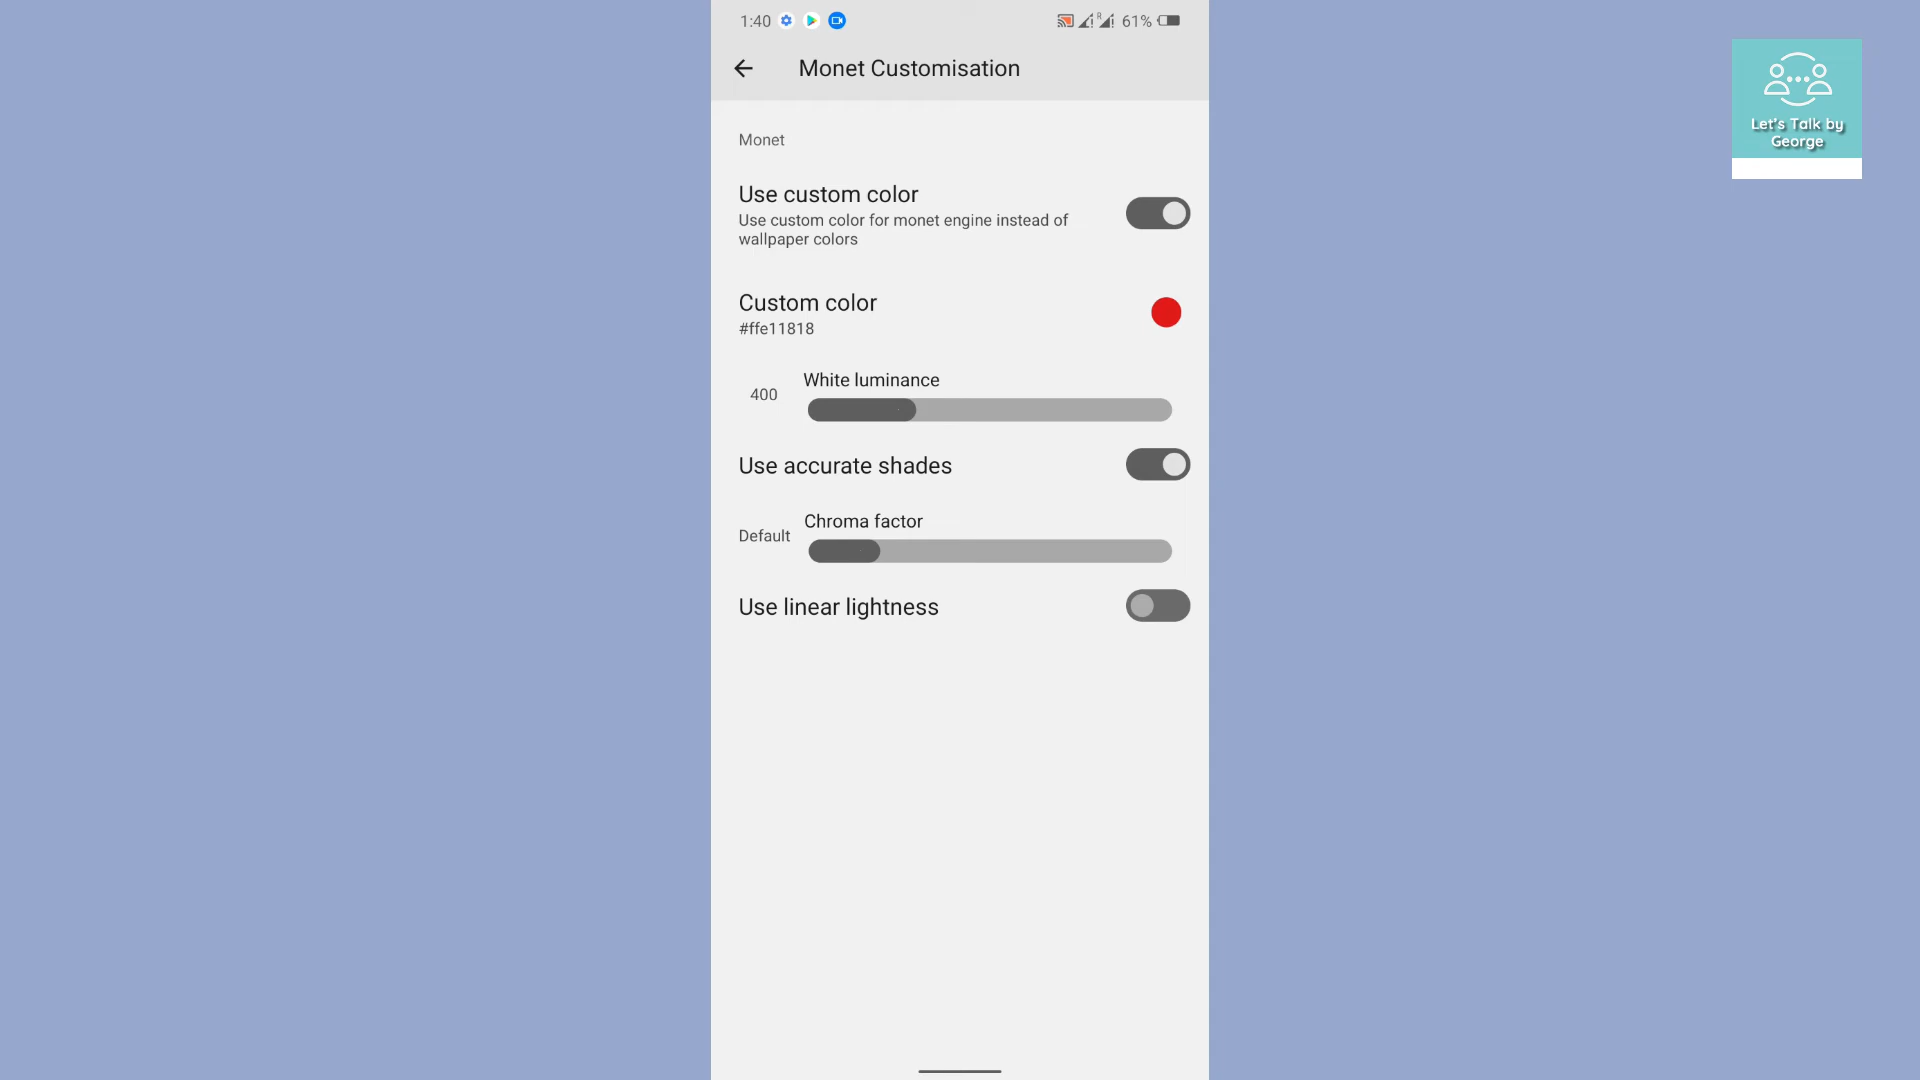 1:40
R
61%
Monet Customisation
Monet
Use custom color
Use custom color for monet engine instead of
wallpaper colors
Custom color
#ffe11818
White luminance
400
Use accurate shades
Chroma factor
Default
Use linear lightness
Let's Talk by
George